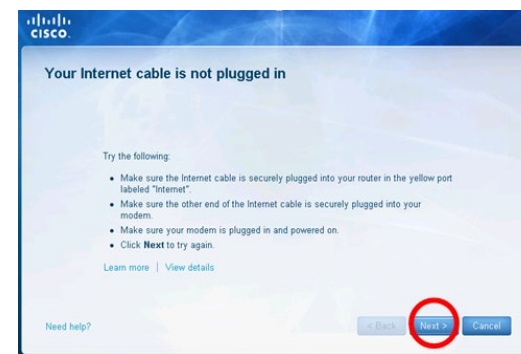 CISCO.
Your Internet cable is not plugged in
Try the following:
• Make sure the Internet cable is securely plugged into your router in the yellow port
labeled "Internet".
• Make sure the other end of the Internet cable is securely plugged into your
modem.
• Make sure your modem is plugged in and powered on.
• Click Next to try again.
Learn more | View details
Need help? < Back Next > Cancel